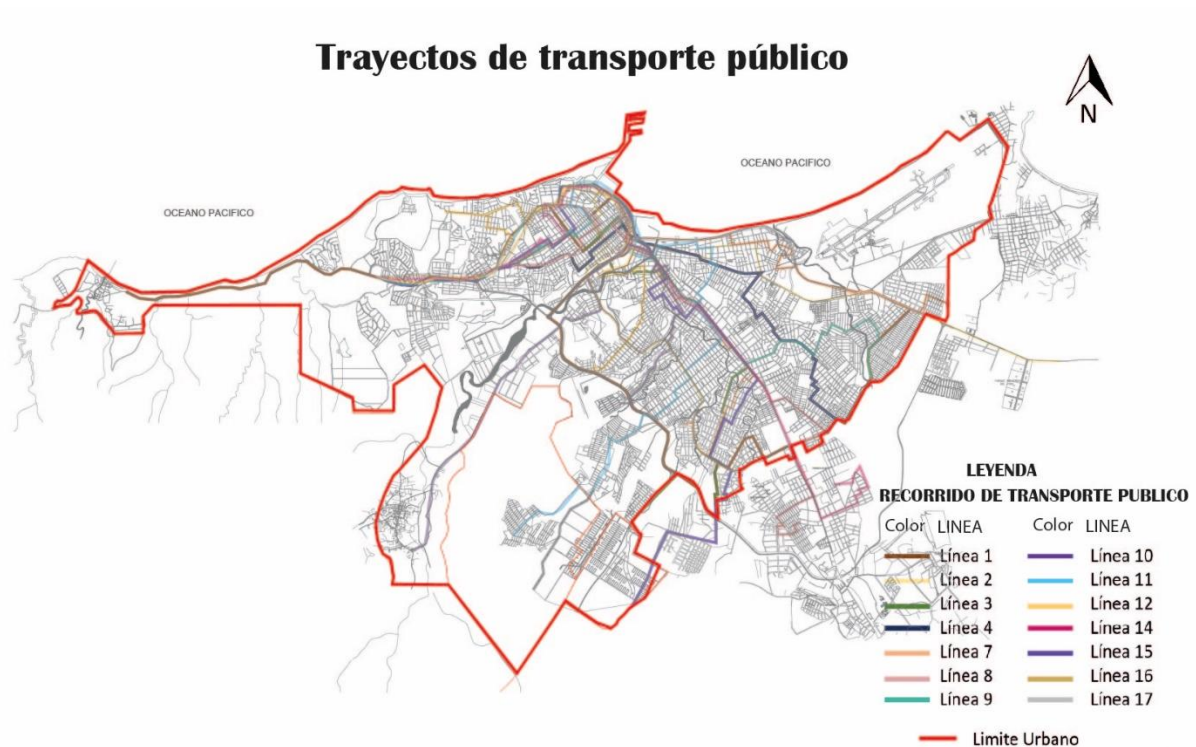 Trayectos de transporte público
N
OCEANO PACIFICO
OCEANO PACIFICO
LEYENDA
RECORRIDO DE TRANSPORTE PUBLICO
Color LINEA Color LINEA
Línea 1 Línea 10
Línea 2 Línea 11
Línea 3 Línea 12
Línea 4 Línea 14
Línea 7 Línea 15
Línea 8 Línea 16
Línea 9 Línea 17
Limite Urbano